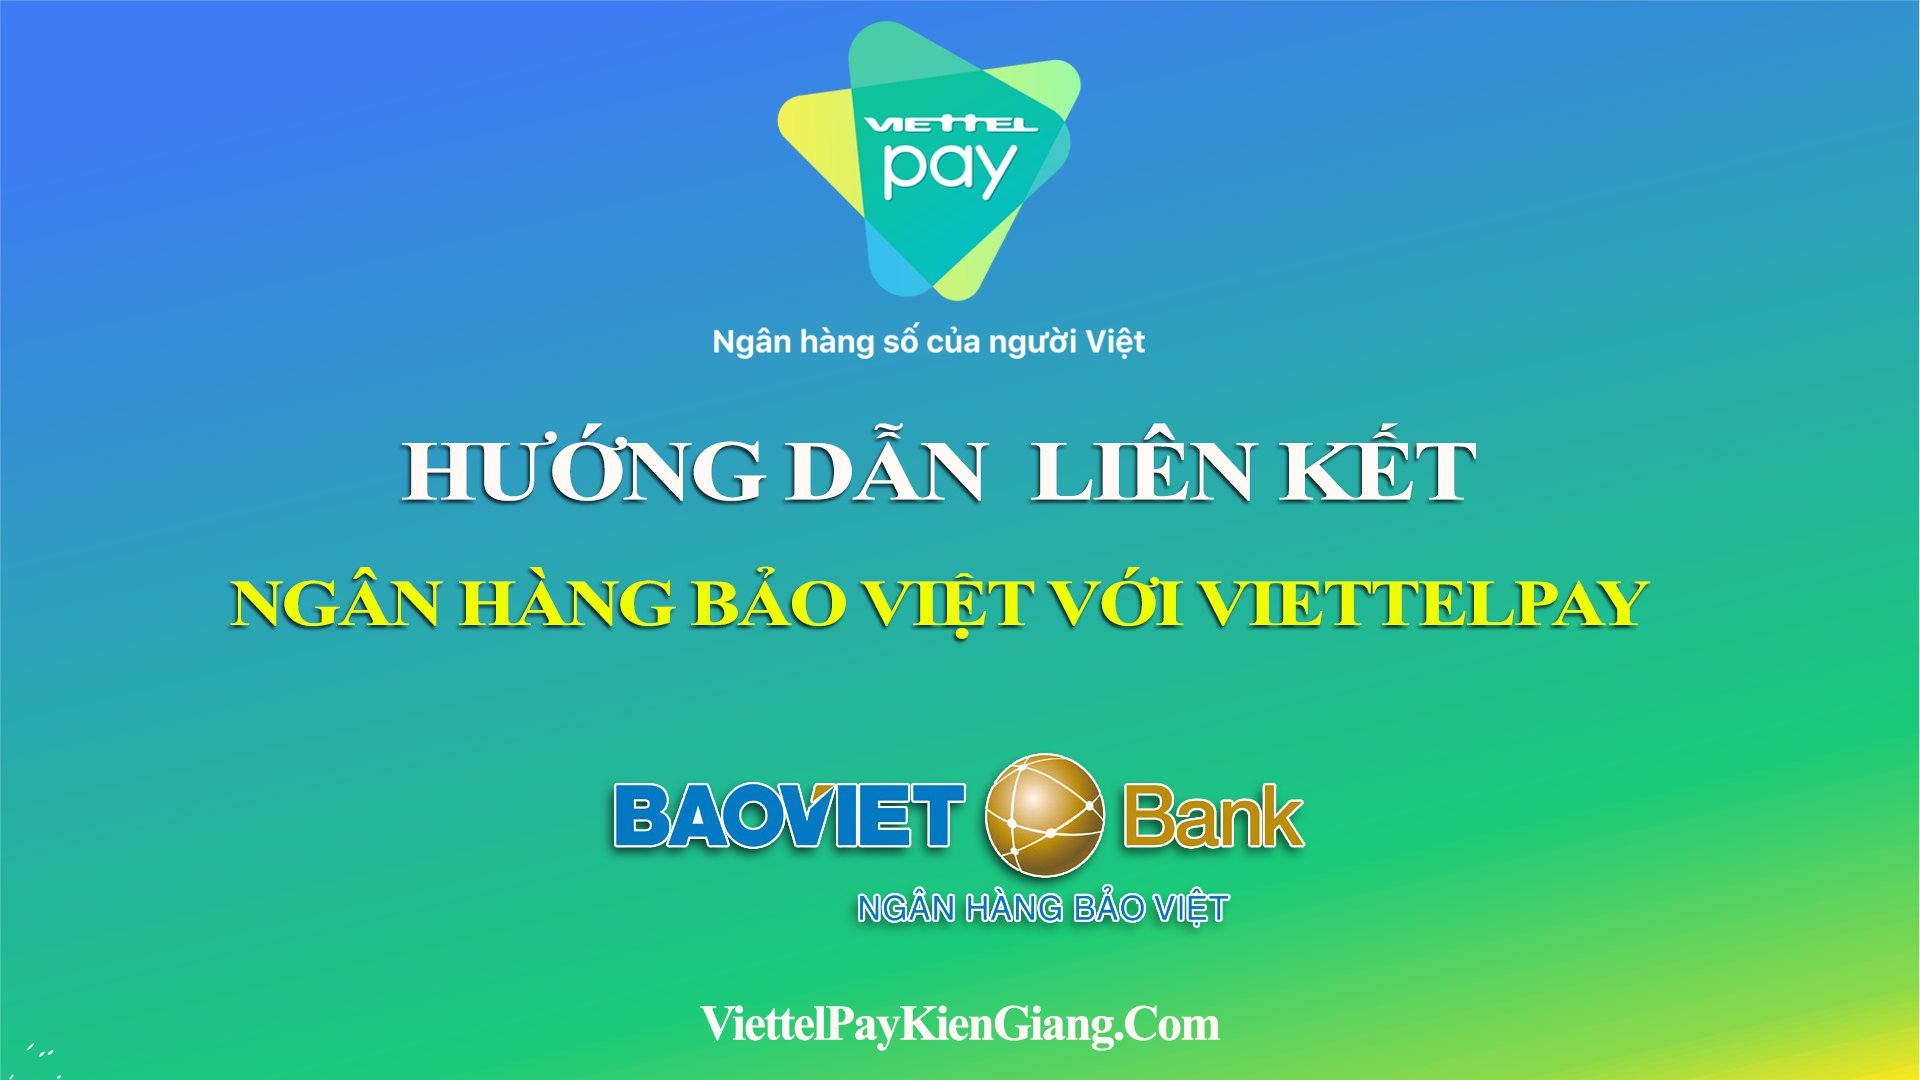 VIETTEL
pay
Ngân hàng số của người Việt
HƯỚNG DẪN LIÊN KẾT
NGÂN HÀNG BẢO VIỆT VỚI VIETTELPAY
BAOVIET Bank
NGÂN HÀNG BẢO VIỆT
ViettelPayKienGiang.Com